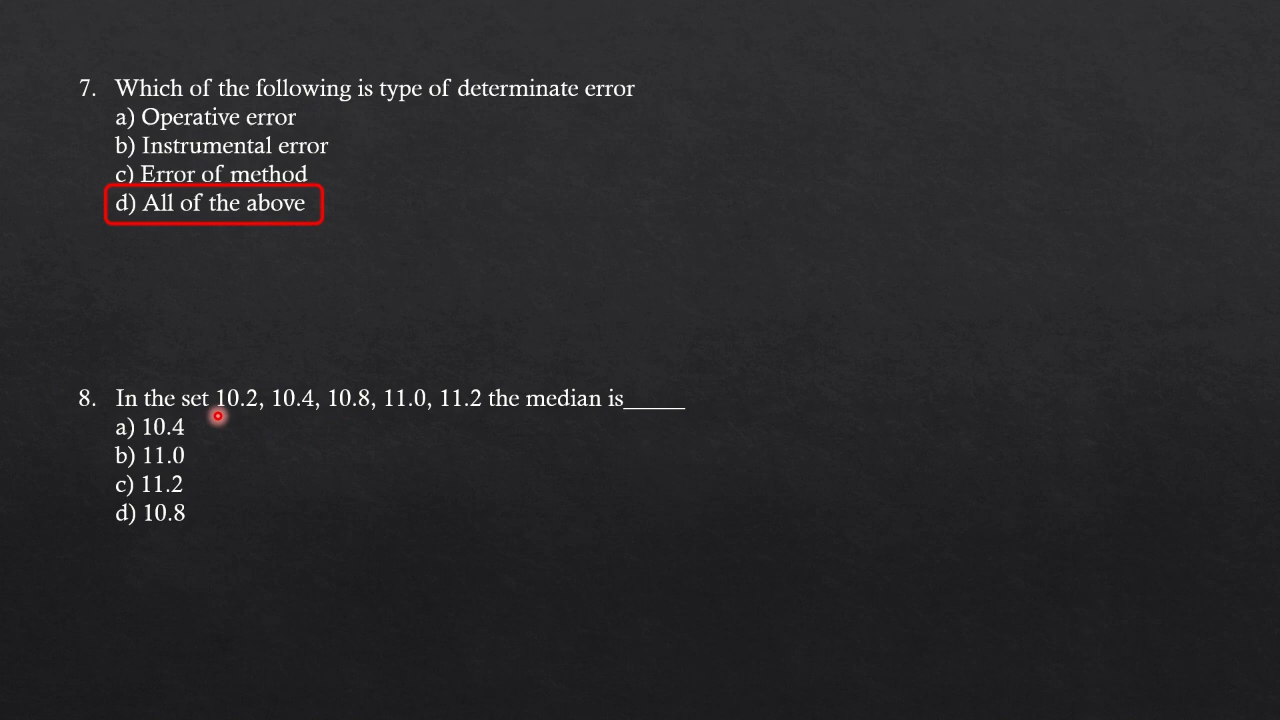 7. Which of the following is type of determinate error
a) Operative error
b) Instrumental error
c) Error of method
d) All of the above
8. In the set 10.2, 10.4, 10.8, 11.0, 11.2 the median is_____
a) 10.4
b) 11.0
c) 11.2
d) 10.8